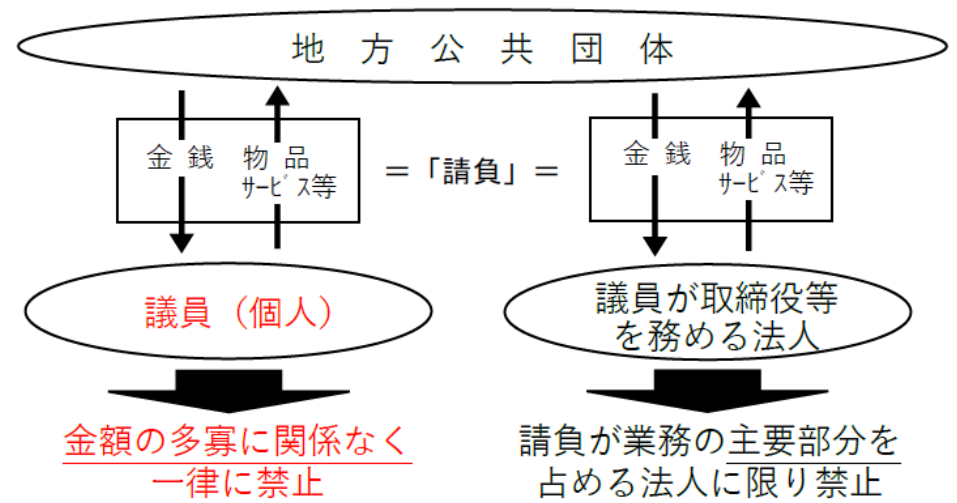 地方公共団体
金銭 物品
サービス等
=「請負」=
金銭 物品
サービス等
議員（個人）
議員が取締役等
を務める法人
金額の多寡に関係なく
一律に禁止
請負が業務の主要部分を
占める法人に限り禁止